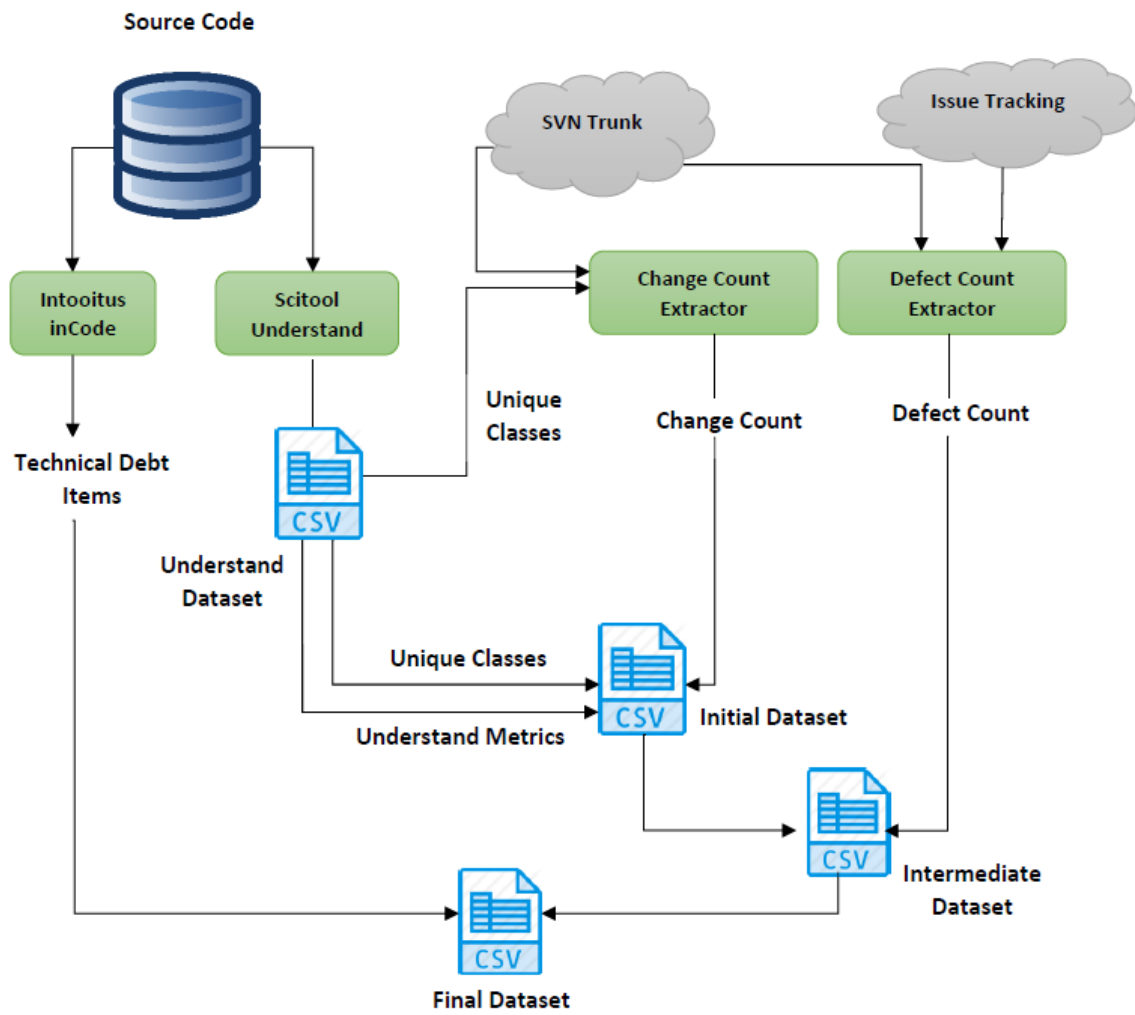 Source Code
SVN Trunk
Issue Tracking
Intooitus
inCode
Scitool
Understand
Change Count
Extractor
Defect Count
Extractor
Unique
Classes
Change Count
Defect Count
Technical Debt
Items
CSV
Understand
Dataset
Unique Classes
CSV
Initial Dataset
Understand Metrics
CSV
Intermediate
Dataset
CSV
Final Dataset